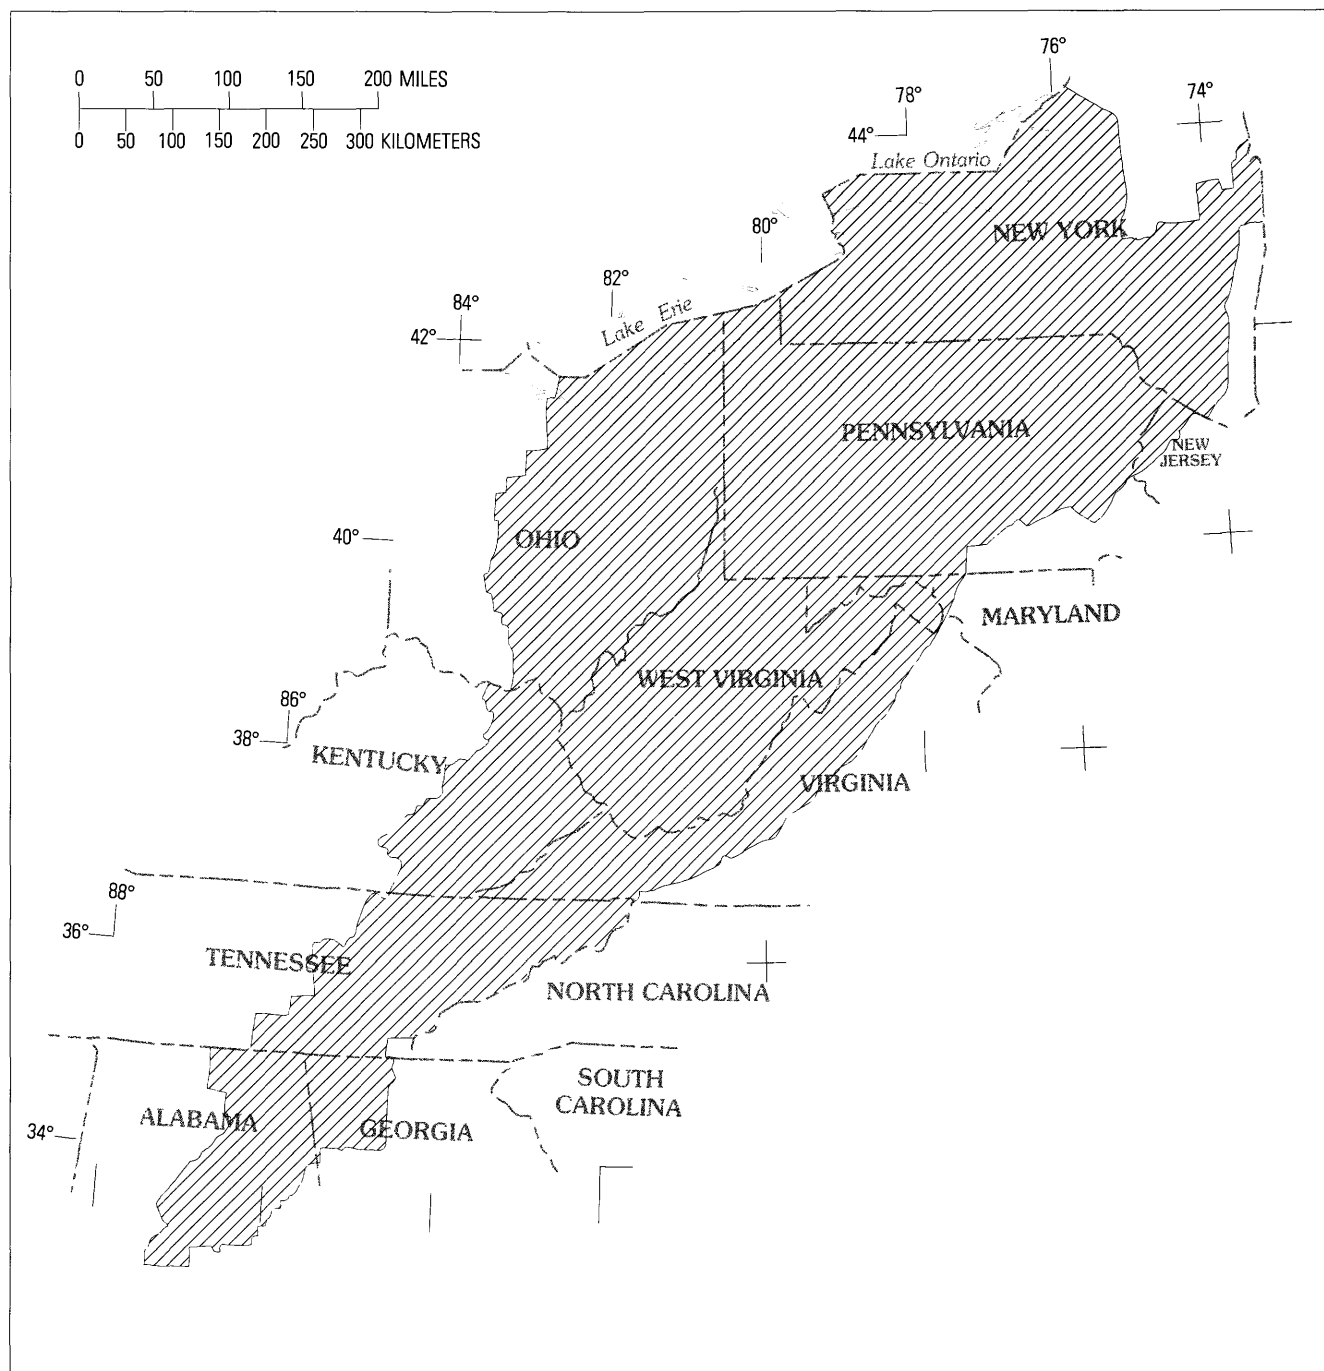 0 50 100 150 200 MILES
0 50 100 150 200 250 300 KILOMETERS
76°
78°
74°
44°
Lake Ontario
80°
NEW YORK
82°
84°
42°
Lake Erie
PENNSYLVANIA
NEW
JERSEY
40°
OHIO
MARYLAND
WEST VIRGINIA
86°
38°
KENTUCKY
VIRGINIA
88°
36°
TENNESSEE
NORTH CAROLINA
SOUTH
CAROLINA
34°
ALABAMA
GEORGIA